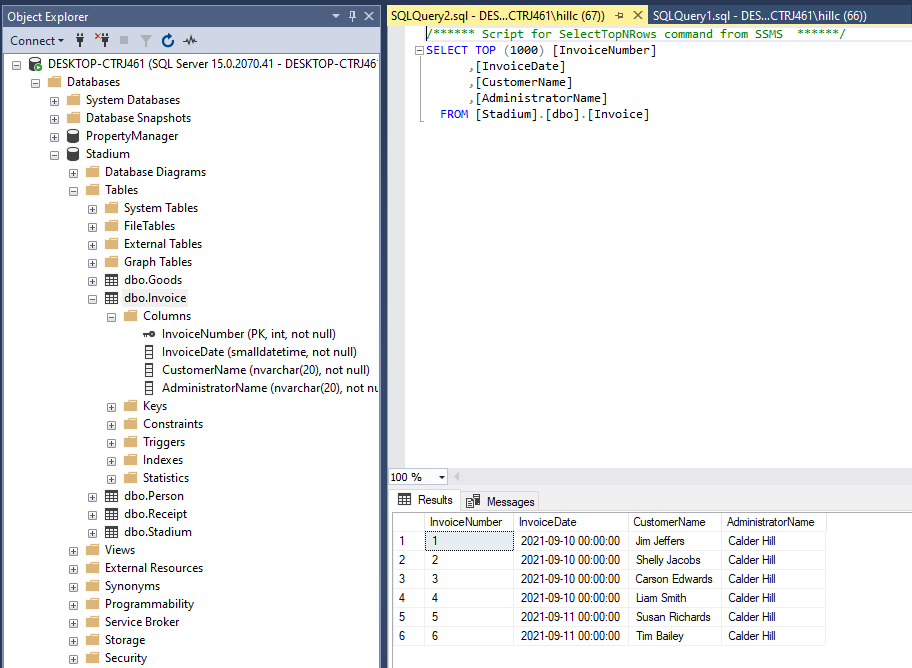 Object Explorer
Connect
DESKTOP-CTRJ461 (SQL Server 15.0.2070.41 - DESKTOP-CTRJ46
Databases
System Databases
Database Snapshots
PropertyManager
Stadium
Database Diagrams
Tables
System Tables
FileTables
External Tables
Graph Tables
dbo.Goods
dbo.Invoice
Columns
InvoiceNumber (PK, int, not null)
InvoiceDate (smalldatetime, not null)
CustomerName (nvarchar(20), not null)
AdministratorName (nvarchar(20), not nu
Keys
Constraints
Triggers
Indexes
Statistics
dbo.Person
dbo.Receipt
dbo.Stadium
Views
External Resources
Synonyms
Programmability
Service Broker
Storage
Security
SQLQuery2.sql - DES...CTRJ461\hillc (67)) SQLQuery1.sql - DES...CTRJ461\hillc (66))
/****** Script for SelectTopNRows command from SSMS  ******/
SELECT TOP (1000) [InvoiceNumber]
,[InvoiceDate]
,[CustomerName]
,[AdministratorName]
FROM [Stadium].[dbo].[Invoice]
100 %
Results Messages
InvoiceNumber InvoiceDate CustomerName AdministratorName
1 1 2021-09-10 00:00:00 Jim Jeffers Calder Hill
2 2 2021-09-10 00:00:00 Shelly Jacobs Calder Hill
3 3 2021-09-10 00:00:00 Carson Edwards Calder Hill
4 4 2021-09-10 00:00:00 Liam Smith Calder Hill
5 5 2021-09-11 00:00:00 Susan Richards Calder Hill
6 6 2021-09-11 00:00:00 Tim Bailey Calder Hill